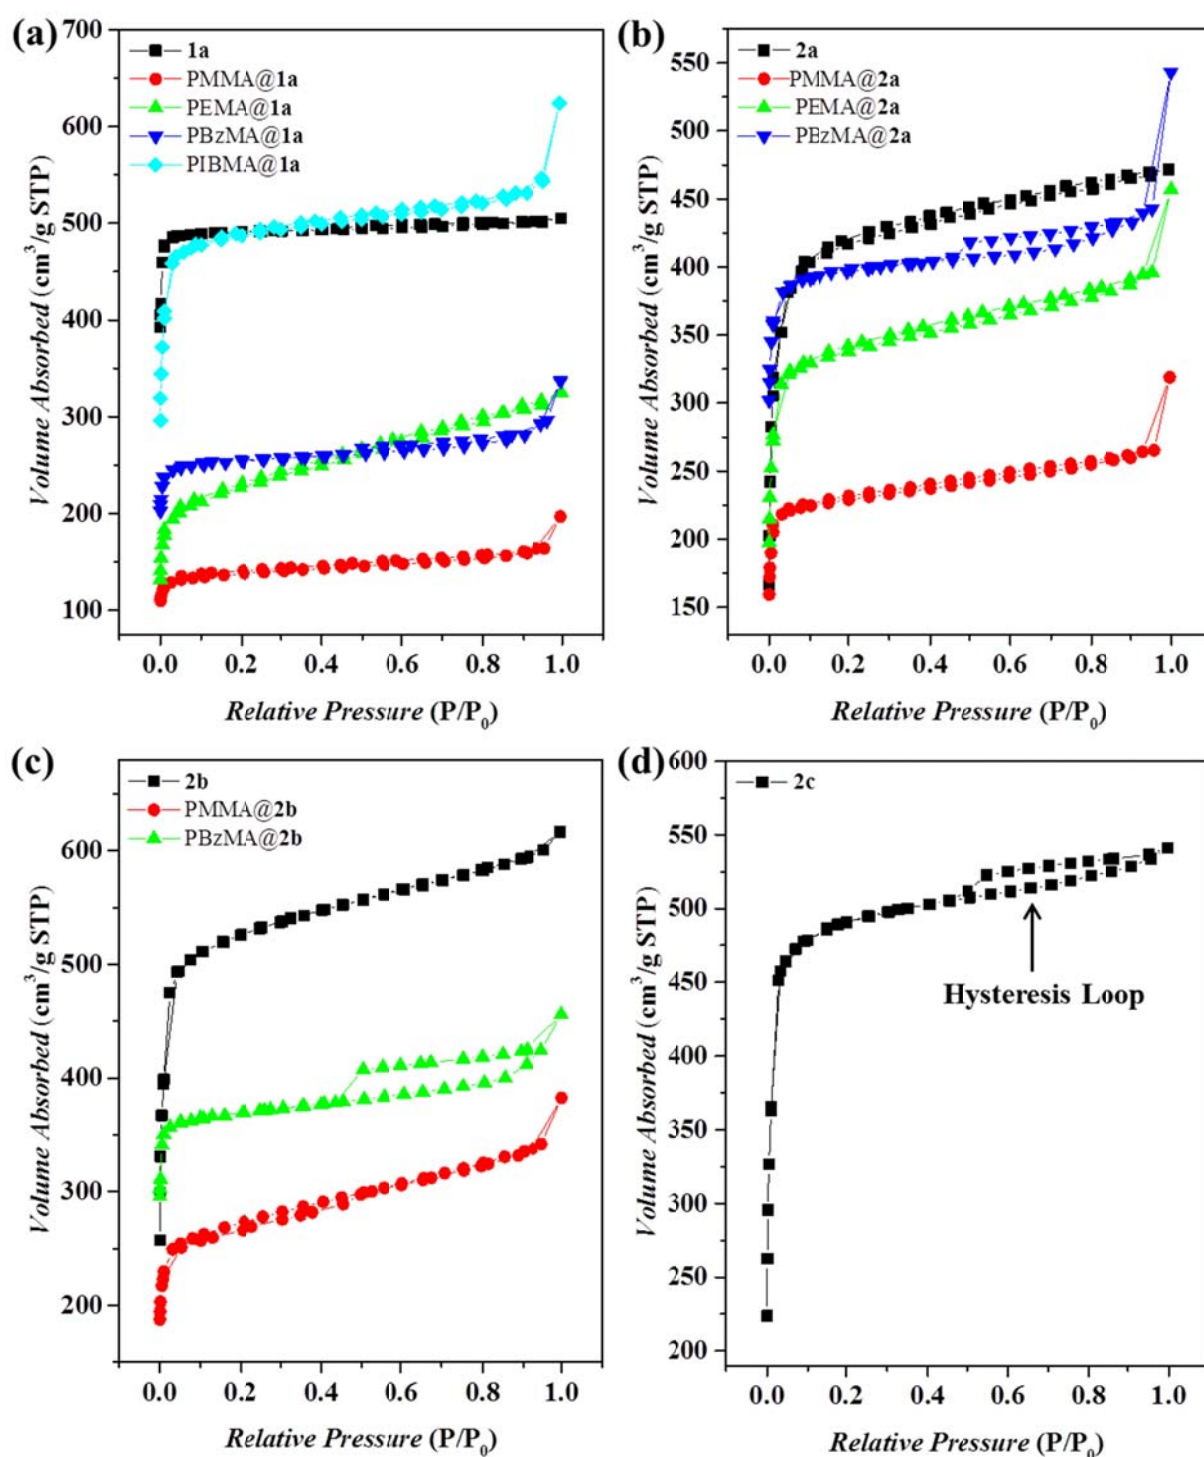 (a)
700
600
500
400
300
200
100
Volume Absorbed (cm³/g STP)
1a
PMMA@1a
PEMA@1a
PBzMA@1a
PIBMA@1a
0.0 0.2 0.4 0.6 0.8 1.0
Relative Pressure (P/P₀)
(b)
550
500
450
400
350
300
250
200
150
Volume Absorbed (cm³/g STP)
2a
PMMA@2a
PEMA@2a
PBzMA@2a
0.0 0.2 0.4 0.6 0.8 1.0
Relative Pressure (P/P₀)
(c)
600
500
400
300
200
Volume Absorbed (cm³/g STP)
2b
PMMA@2b
PBzMA@2b
0.0 0.2 0.4 0.6 0.8 1.0
Relative Pressure (P/P₀)
(d)
600
550
500
450
400
350
300
250
200
Volume Absorbed (cm³/g STP)
2c
Hysteresis Loop
0.0 0.2 0.4 0.6 0.8 1.0
Relative Pressure (P/P₀)